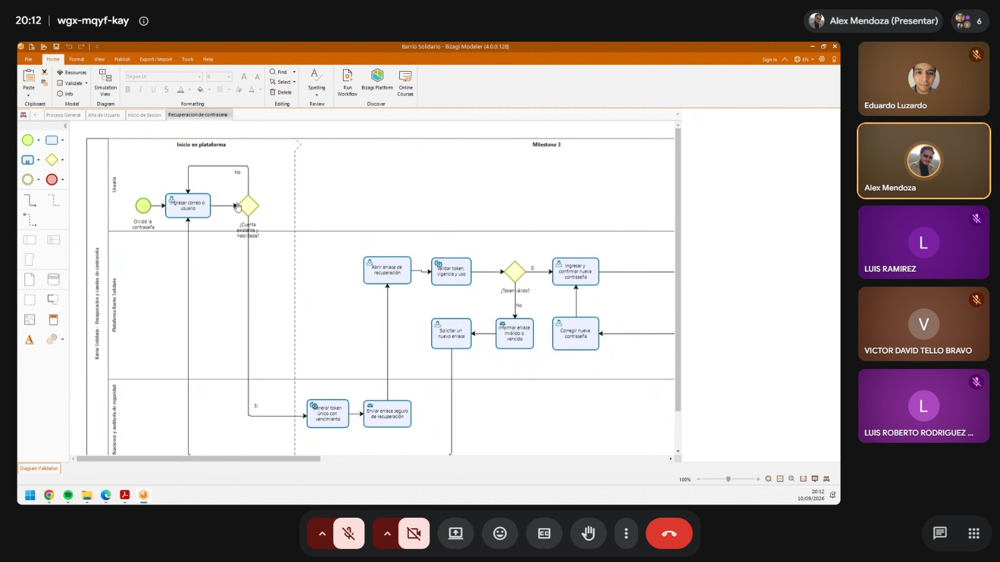 20:12
wgx-mqyf-kay
Alex Mendoza (Presentar)
6
Barrio Solidario - Bizagi Modeler (4.0.0.128)
File
Home
Format
View
Publish
Export/Import
Tools
Help
Sign In
EN
Paste
Clipboard
Resources
Validate
Info
Model
Simulation
View
Diagram
Segoe UI
0
B I U S A
Formatting
Find
Select
Delete
Editing
Spelling
Review
Run
Workflow
Bizagi Platform
Online
Courses
Discover
Proceso General
Alta de Usuario
Inicio de Sesion
Recuperacion de contrasena
Inicio en plataforma
Milestone 3
Barrio Solidario - Recuperación y cambio de contraseña
Usuario
No
Ingresar correo o
usuario
Olvidó la
contraseña
¿Cuenta
existente y
habilitada?
Plataforma Barrio Solidario
Abrir enlace de
recuperación
Validar token,
vigencia y uso
Sí
¿Token válido?
Ingresar y
confirmar nueva
contraseña
No
Solicitar un
nuevo enlace
Informar enlace
inválido o
vencido
Corregir nueva
contraseña
ficaciones y auditoría de seguridad
Sí
Generar token
único con
vencimiento
Enviar enlace seguro
de recuperación
Diagram Validation
100%
20:12
10/09/2026
Eduardo Luzardo
Alex Mendoza
L
LUIS RAMIREZ
V
VICTOR DAVID TELLO BRAVO
L
LUIS ROBERTO RODRIGUEZ ...